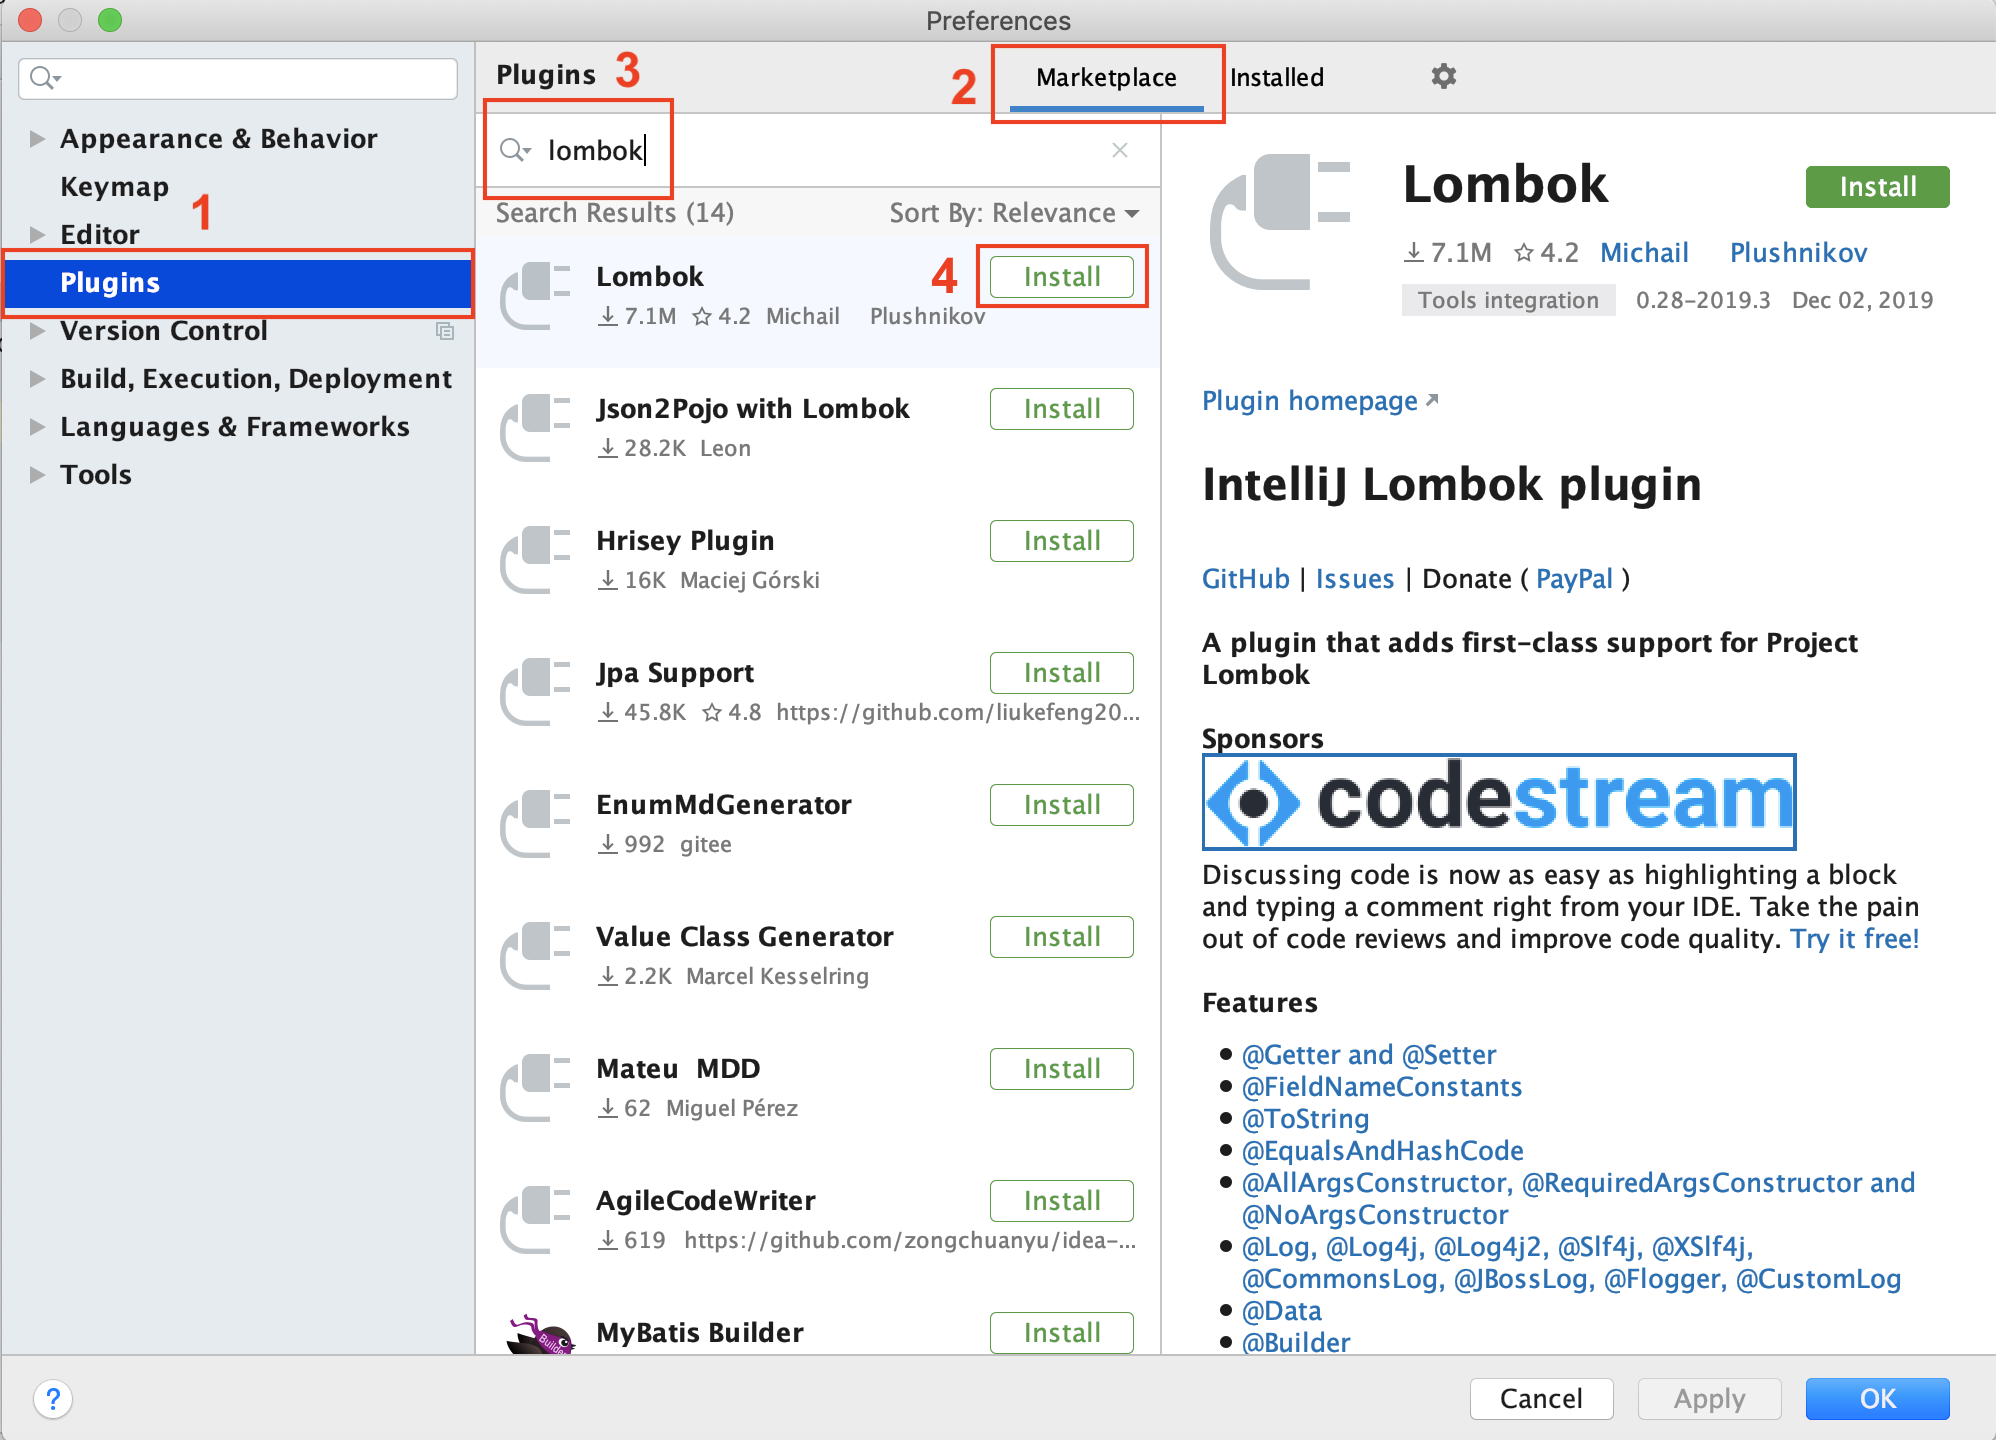 Preferences
Appearance & Behavior
Keymap
1
Editor
Plugins
Version Control
Build, Execution, Deployment
Languages & Frameworks
Tools
Plugins 3
2 Marketplace Installed
lombok
Search Results (14) Sort By: Relevance
Lombok 4 Install
7.1M 4.2 Michail Plushnikov
Json2Pojo with Lombok Install
28.2K Leon
Hrisey Plugin Install
16K Maciej Górski
Jpa Support Install
45.8K 4.8 https://github.com/liukefeng20...
EnumMdGenerator Install
992 gitee
Value Class Generator Install
2.2K Marcel Kesselring
Mateu MDD Install
62 Miguel Pérez
AgileCodeWriter Install
619 https://github.com/zongchuanyu/idea-...
Builder
MyBatis Builder Install
Lombok Install
7.1M 4.2 Michail Plushnikov
Tools integration 0.28-2019.3 Dec 02, 2019
Plugin homepage
IntelliJ Lombok plugin
GitHub | Issues | Donate ( PayPal )
A plugin that adds first-class support for Project
Lombok
Sponsors
codestream
Discussing code is now as easy as highlighting a block
and typing a comment right from your IDE. Take the pain
out of code reviews and improve code quality. Try it free!
Features
@Getter and @Setter
@FieldNameConstants
@ToString
@EqualsAndHashCode
@AllArgsConstructor, @RequiredArgsConstructor and
@NoArgsConstructor
@Log, @Log4j, @Log4j2, @Slf4j, @XSlf4j,
@CommonsLog, @JBossLog, @Flogger, @CustomLog
@Data
@Builder
? Cancel Apply OK